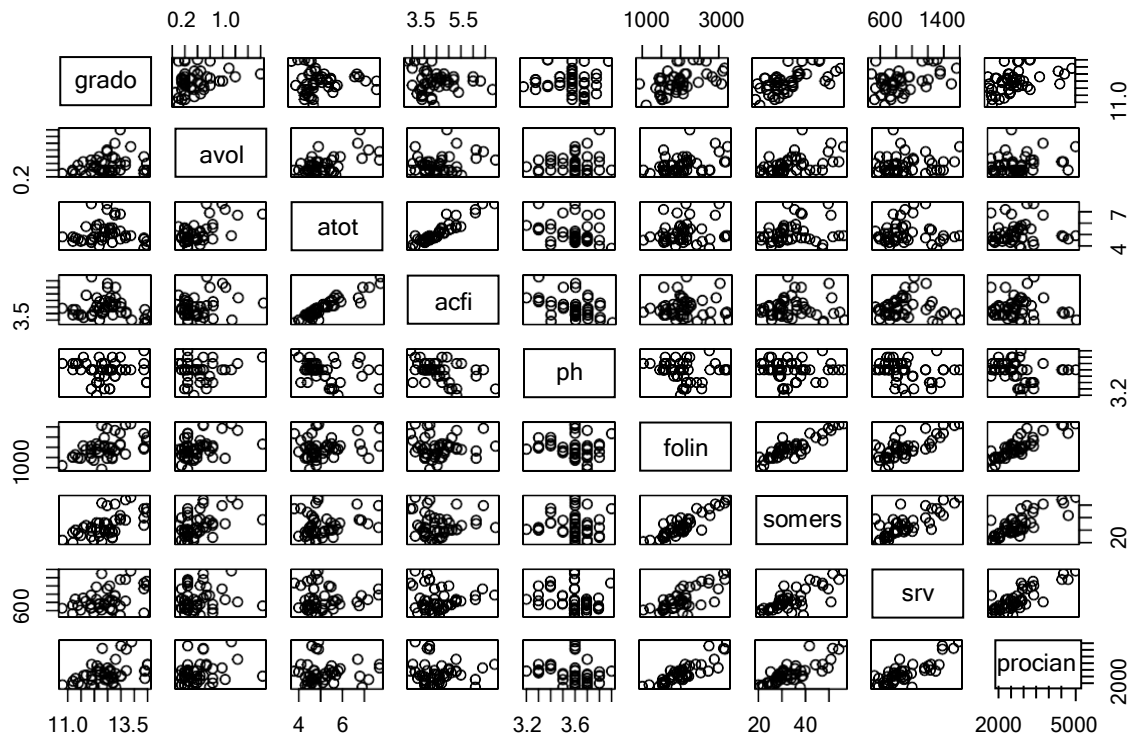 0.2 1.0 3.5 5.5 1000 3000 600 1400
grado 11.0
0.2 avol
atot 4 7
3.5 acfi
ph 3.2
1000 folin
somers 20
600 srv
procian 2000
11.0 13.5 4 6 3.2 3.6 20 40 2000 5000